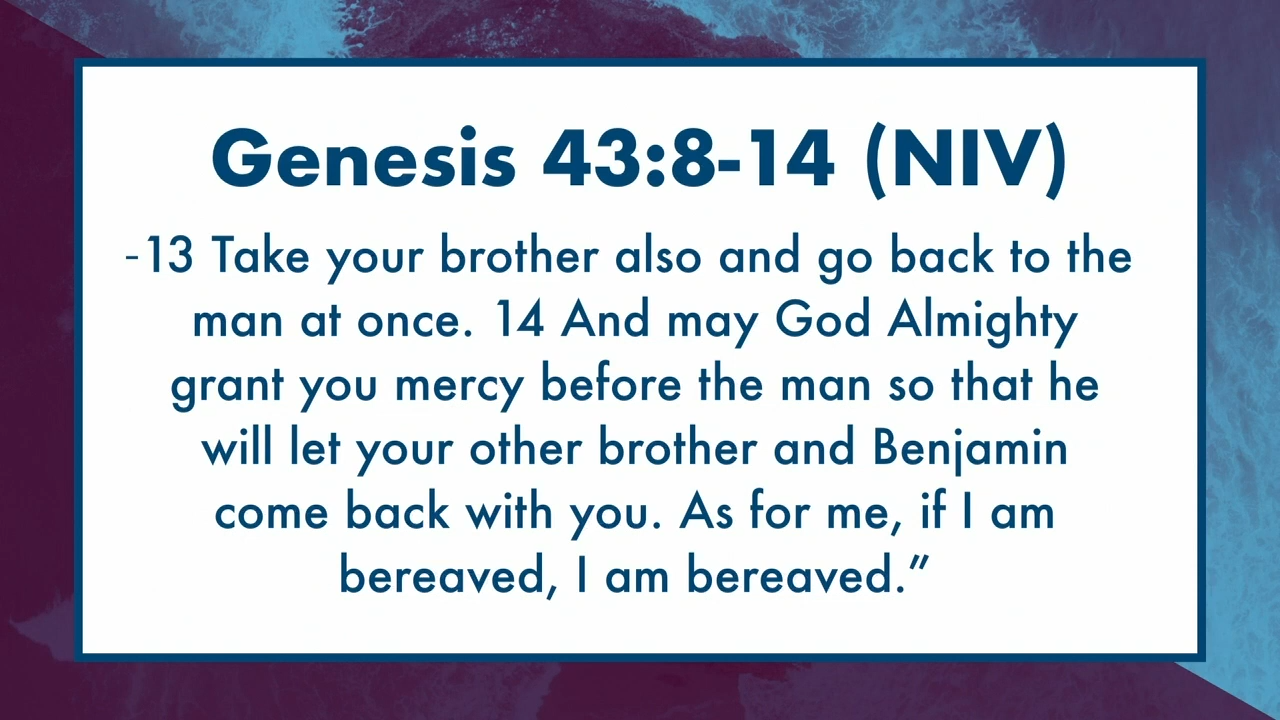 Genesis 43:8-14 (NIV)
-13 Take your brother also and go back to the
man at once. 14 And may God Almighty
grant you mercy before the man so that he
will let your other brother and Benjamin
come back with you. As for me, if I am
bereaved, I am bereaved.”